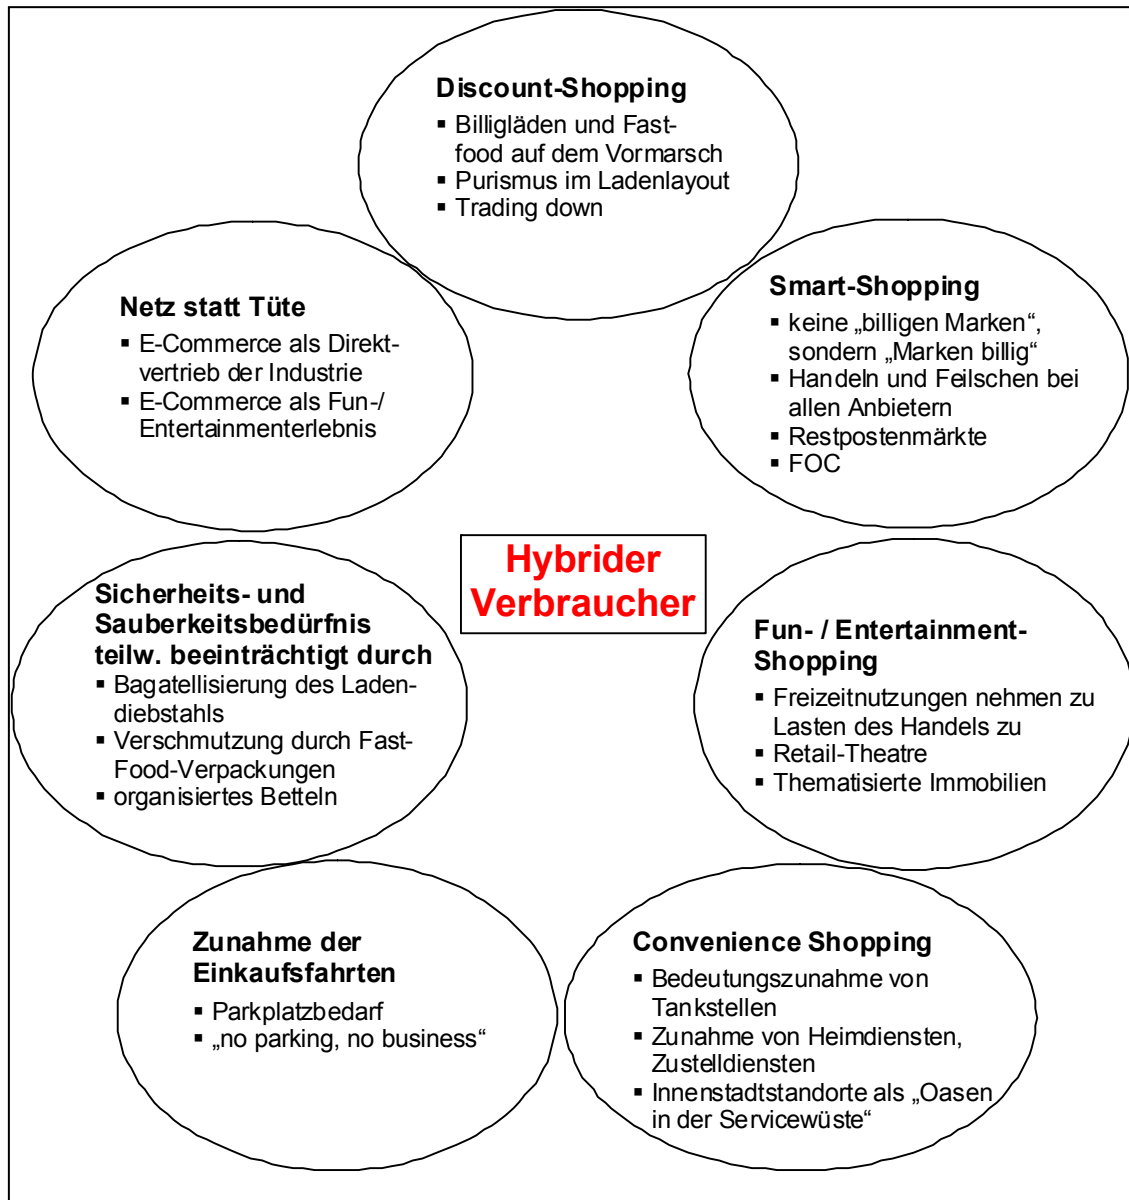 Discount-Shopping
▪ Billigläden und Fast-
food auf dem Vormarsch
▪ Purismus im Ladenlayout
▪ Trading down
Netz statt Tüte
▪ E-Commerce als Direkt-
vertrieb der Industrie
▪ E-Commerce als Fun-/
Entertainmenterlebnis
Smart-Shopping
▪ keine „billigen Marken“,
sondern „Marken billig“
▪ Handeln und Feilschen bei
allen Anbietern
▪ Restpostenmärkte
▪ FOC
Hybrider
Verbraucher
Sicherheits- und
Sauberkeitsbedürfnis
teilw. beeinträchtigt durch
▪ Bagatellisierung des Laden-
diebstahls
▪ Verschmutzung durch Fast-
Food-Verpackungen
▪ organisiertes Betteln
Fun- / Entertainment-
Shopping
▪ Freizeitnutzungen nehmen zu
Lasten des Handels zu
▪ Retail-Theatre
▪ Thematisierte Immobilien
Zunahme der
Einkaufsfahrten
▪ Parkplatzbedarf
▪ „no parking, no business“
Convenience Shopping
▪ Bedeutungszunahme von
Tankstellen
▪ Zunahme von Heimdiensten,
Zustelldiensten
▪ Innenstadtstandorte als „Oasen
in der Servicewüste“